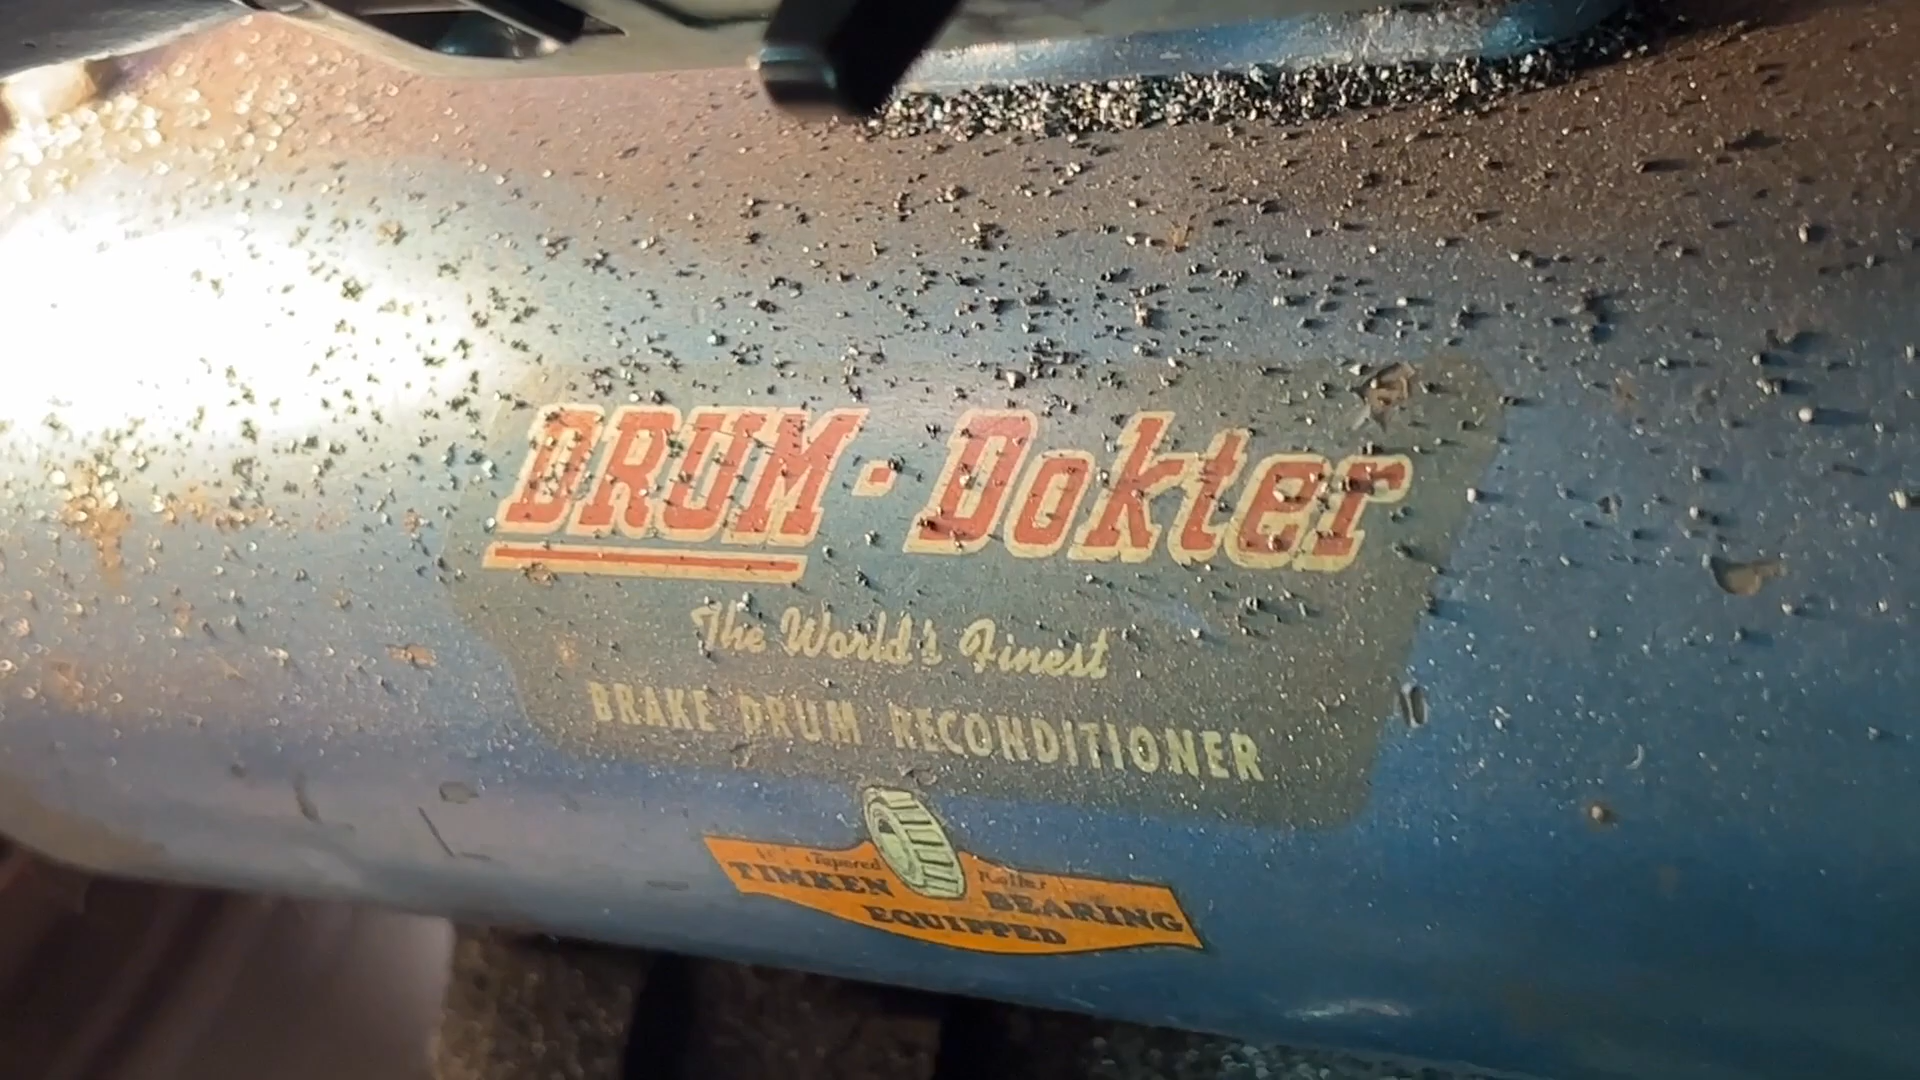 DRUM · Dokter
The World's Finest
BRAKE DRUM RECONDITIONER
Tapered Roller
TIMKEN BEARING
EQUIPPED